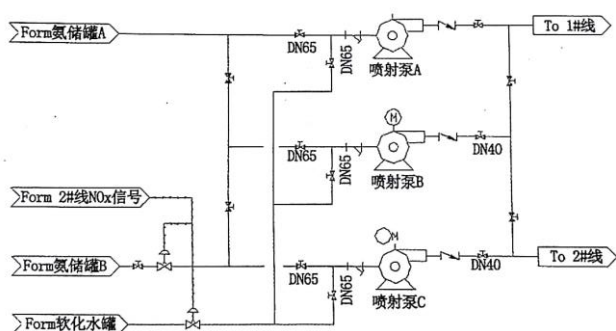 Form氨储罐A
To 1#线
DN65
DN65
喷射泵A
M
DN65
DN65
喷射泵B
DN40
Form 2#线NOx信号
M
Form氨储罐B
DN65
DN65
喷射泵C
DN40
To 2#线
Form软化水罐